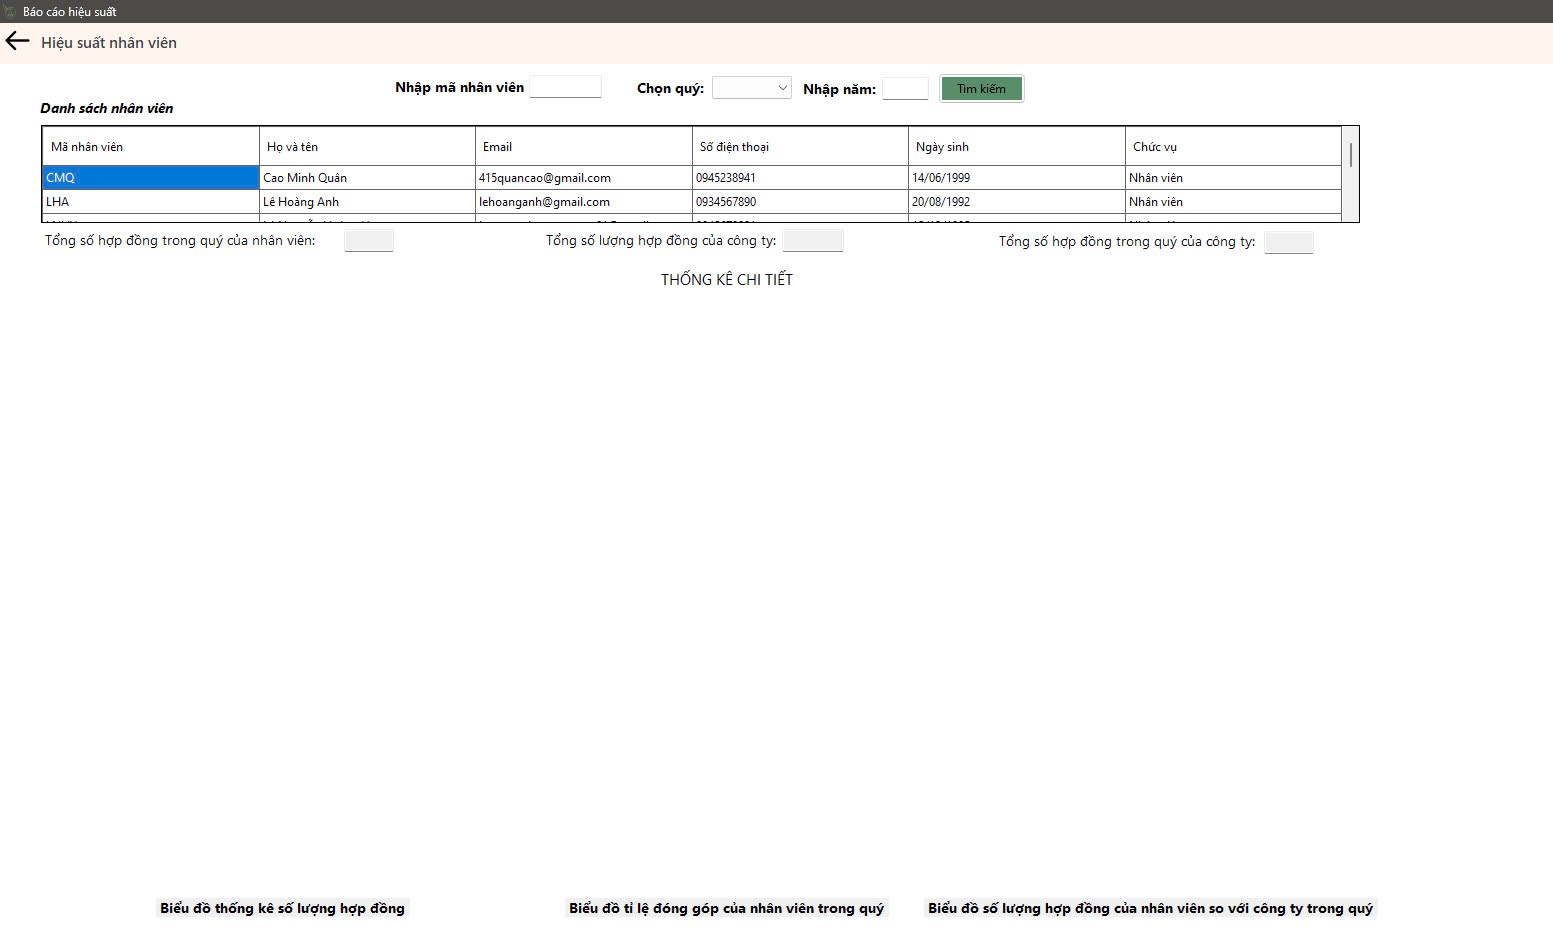 Báo cáo hiệu suất
Hiệu suất nhân viên
Nhập mã nhân viên Chọn quý: Nhập năm: Tìm kiếm
Danh sách nhân viên
Mã nhân viên Họ và tên Email Số điện thoại Ngày sinh Chức vụ
CMQ Cao Minh Quân 415quancao@gmail.com 0945238941 14/06/1999 Nhân viên
LHA Lê Hoàng Anh lehoanganh@gmail.com 0934567890 20/08/1992 Nhân viên
Tổng số hợp đồng trong quý của nhân viên: Tổng số lượng hợp đồng của công ty: Tổng số hợp đồng trong quý của công ty:
THỐNG KÊ CHI TIẾT
Biểu đồ thống kê số lượng hợp đồng Biểu đồ tỉ lệ đóng góp của nhân viên trong quý Biểu đồ số lượng hợp đồng của nhân viên so với công ty trong quý